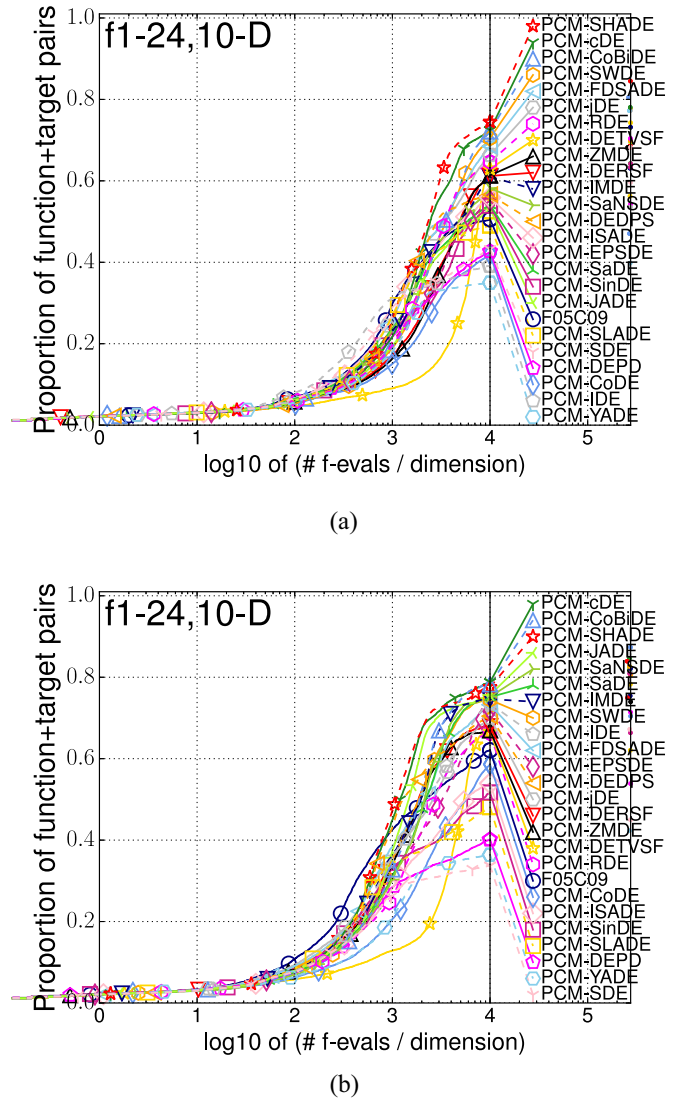 f1-24,10-D
Proportion of function+target pairs
1.0
0.8
0.6
0.4
0.2
0.0
0
1
2
3
4
5
log10 of (# f-evals / dimension)
PCM-SHADE
PCM-cDE
PCM-CoBiDE
PCM-SWDE
PCM-FDSADE
PCM-jDE
PCM-RDE
PCM-DETVSF
PCM-ZMDE
PCM-DERSF
PCM-IMDE
PCM-SaNSDE
PCM-DEDPS
PCM-ISADE
PCM-EPSDE
PCM-SaDE
PCM-SinDE
PCM-JADE
F05C09
PCM-SLADE
PCM-SDE
PCM-DEPD
PCM-CoDE
PCM-IDE
PCM-YADE
(a)
f1-24,10-D
Proportion of function+target pairs
1.0
0.8
0.6
0.4
0.2
0.0
0
1
2
3
4
5
log10 of (# f-evals / dimension)
PCM-cDE
PCM-CoBiDE
PCM-SHADE
PCM-JADE
PCM-SaNSDE
PCM-SaDE
PCM-IMDE
PCM-SWDE
PCM-IDE
PCM-FDSADE
PCM-EPSDE
PCM-DEDPS
PCM-jDE
PCM-DERSF
PCM-ZMDE
PCM-DETVSF
PCM-RDE
F05C09
PCM-CoDE
PCM-ISADE
PCM-SinDE
PCM-SLADE
PCM-DEPD
PCM-YADE
PCM-SDE
(b)